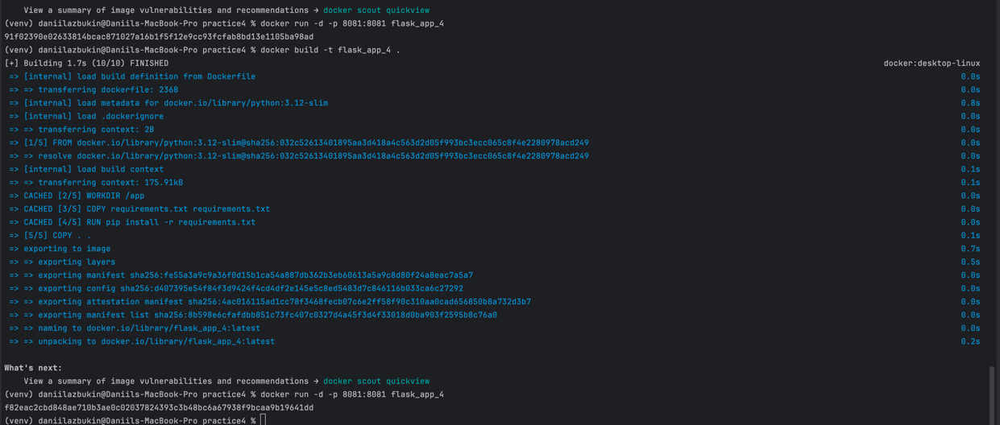 View a summary of image vulnerabilities and recommendations → docker scout quickview
(venv) daniilazbukin@Daniils-MacBook-Pro practice4 % docker run -d -p 8081:8081 flask_app_4
91f02390e02633814bcac871027a16b1f5f12e9cc93fcfab8bd13e1105ba98ad
(venv) daniilazbukin@Daniils-MacBook-Pro practice4 % docker build -t flask_app_4 .
[+] Building 1.7s (10/10) FINISHED docker:desktop-linux
=> [internal] load build definition from Dockerfile 0.0s
=> => transferring dockerfile: 236B 0.0s
=> [internal] load metadata for docker.io/library/python:3.12-slim 0.8s
=> [internal] load .dockerignore 0.0s
=> => transferring context: 2B 0.0s
=> [1/5] FROM docker.io/library/python:3.12-slim@sha256:032c52613401895aa3d418a4c563d2d05f993bc3ecc065c8f4e2280978acd249 0.0s
=> => resolve docker.io/library/python:3.12-slim@sha256:032c52613401895aa3d418a4c563d2d05f993bc3ecc065c8f4e2280978acd249 0.0s
=> [internal] load build context 0.1s
=> => transferring context: 175.91kB 0.1s
=> CACHED [2/5] WORKDIR /app 0.0s
=> CACHED [3/5] COPY requirements.txt requirements.txt 0.0s
=> CACHED [4/5] RUN pip install -r requirements.txt 0.0s
=> [5/5] COPY . . 0.1s
=> exporting to image 0.7s
=> => exporting layers 0.5s
=> => exporting manifest sha256:fe55a3a9c9a36f0d15b1ca54a887db362b3eb60613a5a9c8d80f24a8eac7a5a7 0.0s
=> => exporting config sha256:d407395e54f84f3d9424f4cd4df2e145e5c8ed5483d7c846116b033ca6c27292 0.0s
=> => exporting attestation manifest sha256:4ac016115ad1cc78f3468fecb07c6e2ff58f90c310aa0cad656850b8a732d3b7 0.0s
=> => exporting manifest list sha256:8b598e6cfafdbb851c73fc407c0327d4a45f3d4f33018d0ba903f2595b8c76a0 0.0s
=> => naming to docker.io/library/flask_app_4:latest 0.0s
=> => unpacking to docker.io/library/flask_app_4:latest 0.2s
What's next:
View a summary of image vulnerabilities and recommendations → docker scout quickview
(venv) daniilazbukin@Daniils-MacBook-Pro practice4 % docker run -d -p 8081:8081 flask_app_4
f82eac2cbd848ae710b3ae0c02037824393c3b48bc6a67938f9bcaa9b19641dd
(venv) daniilazbukin@Daniils-MacBook-Pro practice4 %